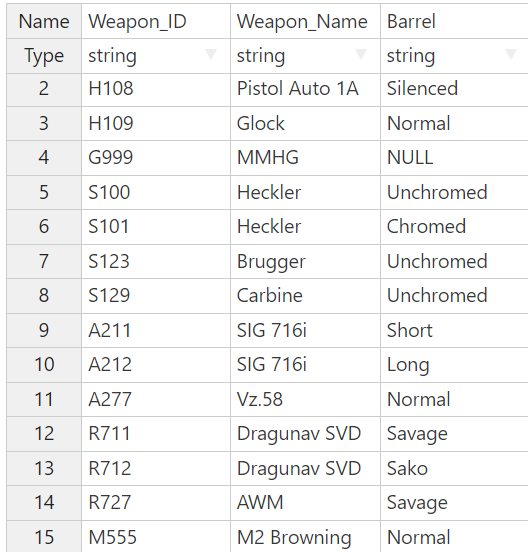 Name Weapon_ID Weapon_Name Barrel
Type string string string
2 H108 Pistol Auto 1A Silenced
3 H109 Glock Normal
4 G999 MMHG NULL
5 S100 Heckler Unchromed
6 S101 Heckler Chromed
7 S123 Brugger Unchromed
8 S129 Carbine Unchromed
9 A211 SIG 716i Short
10 A212 SIG 716i Long
11 A277 Vz.58 Normal
12 R711 Dragunav SVD Savage
13 R712 Dragunav SVD Sako
14 R727 AWM Savage
15 M555 M2 Browning Normal